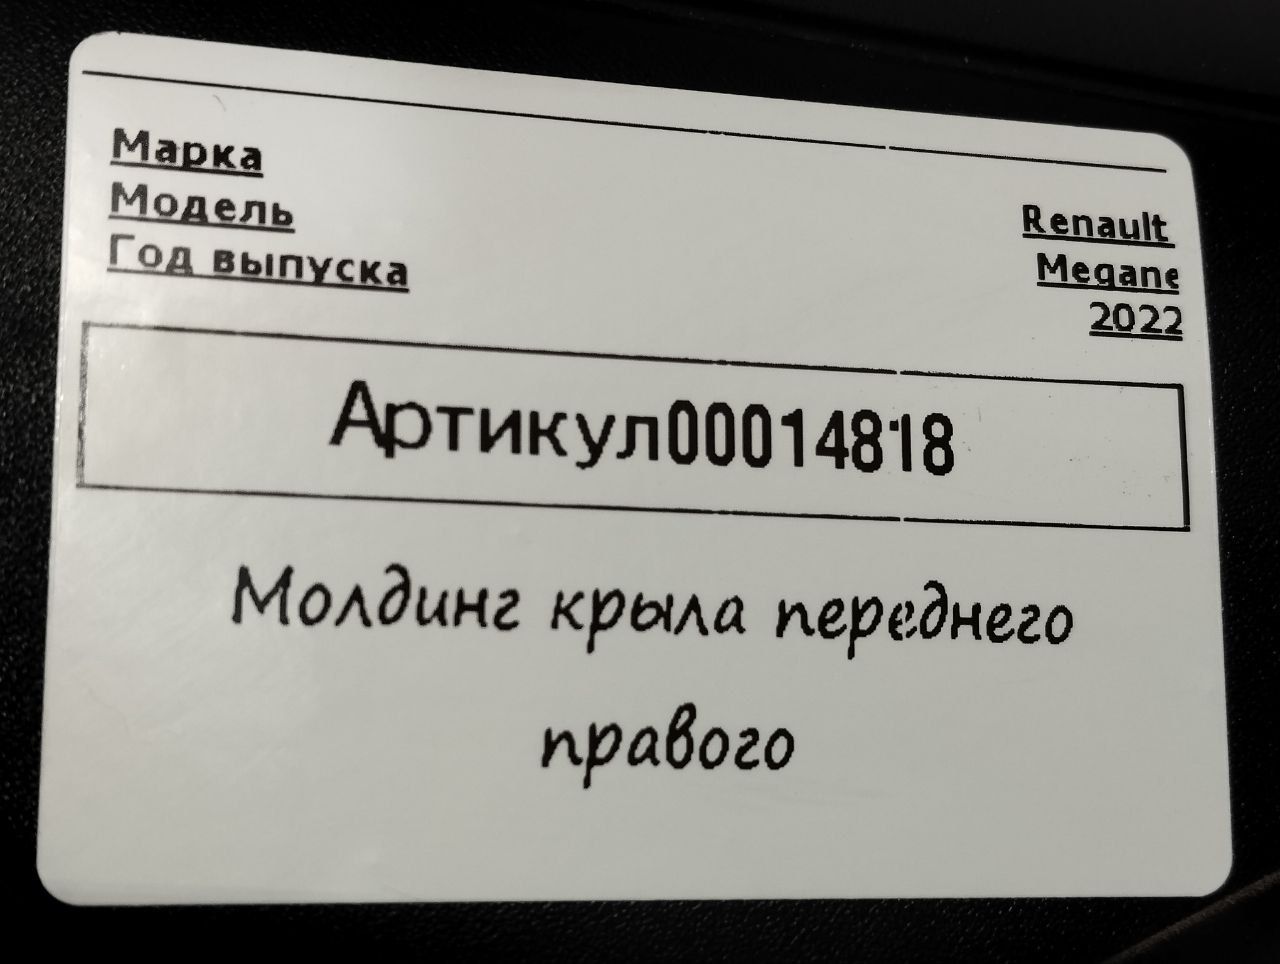 Марка
Renault
Модель
Megane
Год выпуска
2022
Артикул00014818
Молдинг крыла переднего
правого